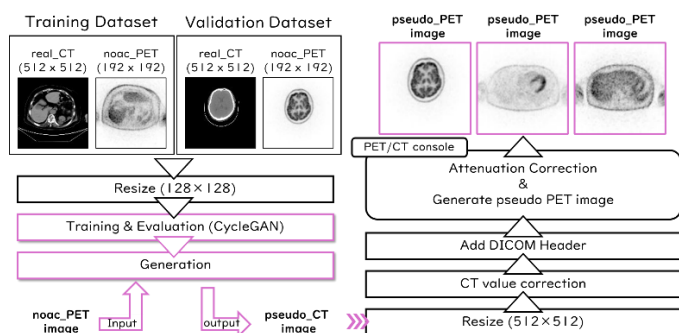 Training Dataset
Validation Dataset
real_CT
(512 x 512)
noac_PET
(192 x 192)
real_CT
(512 x 512)
noac_PET
(192 x 192)
Resize (128×128)
Training & Evaluation (CycleGAN)
Generation
noac_PET
image
Input
output
pseudo_CT
image
pseudo_PET
image
pseudo_PET
image
pseudo_PET
image
PET/CT console
Attenuation Correction
&
Generate pseudo PET image
Add DICOM Header
CT value correction
Resize (512×512)